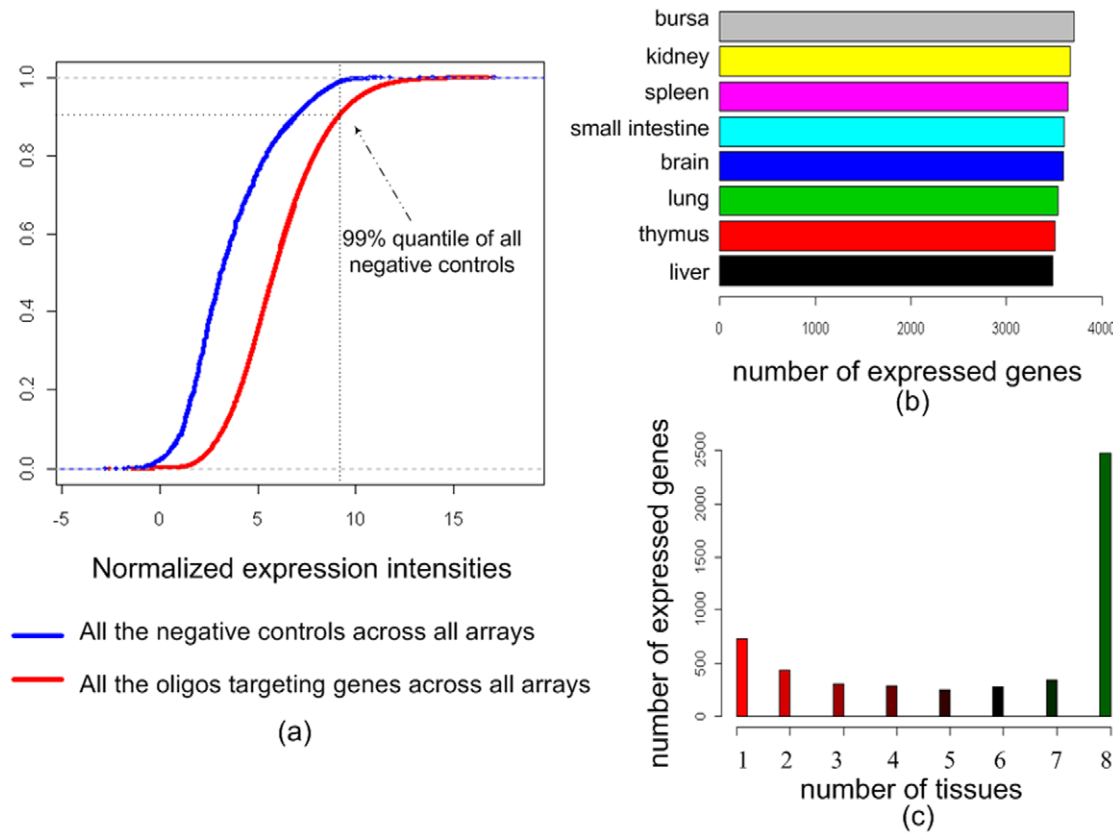 1.0
0.8
0.6
0.4
0.2
0.0
-5 0 5 10 15
99% quantile of all
negative controls
Normalized expression intensities
All the negative controls across all arrays
All the oligos targeting genes across all arrays
(a)
bursa
kidney
spleen
small intestine
brain
lung
thymus
liver
0 1000 2000 3000 4000
number of expressed genes
(b)
number of expressed genes
2500
2000
1500
1000
500
0
1 2 3 4 5 6 7 8
number of tissues
(c)